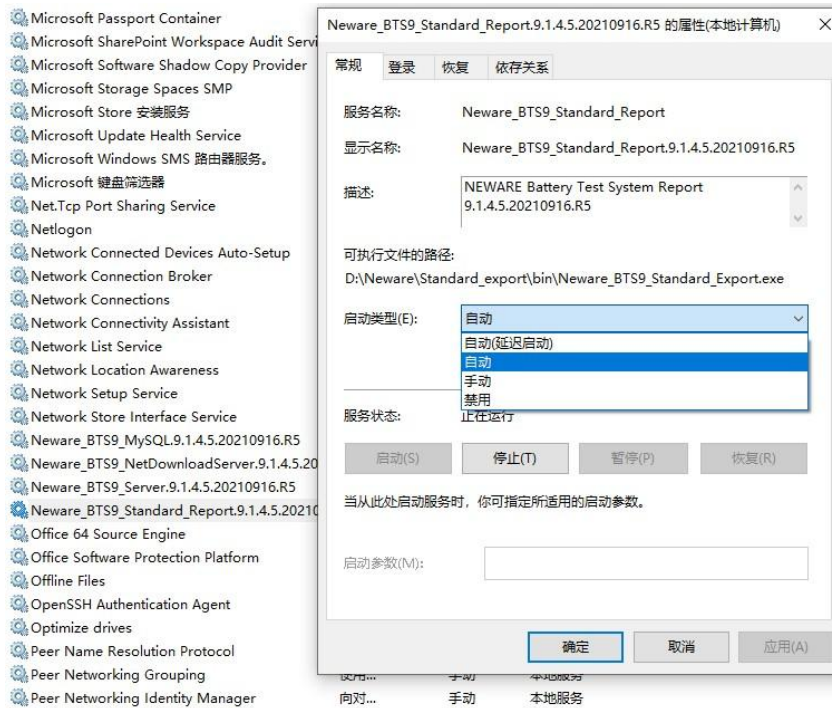 Microsoft Passport Container
Microsoft SharePoint Workspace Audit Servi
Microsoft Software Shadow Copy Provider
Microsoft Storage Spaces SMP
Microsoft Store 安装服务
Microsoft Update Health Service
Microsoft Windows SMS 路由器服务。
Microsoft 键盘筛选器
Net.Tcp Port Sharing Service
Netlogon
Network Connected Devices Auto-Setup
Network Connection Broker
Network Connections
Network Connectivity Assistant
Network List Service
Network Location Awareness
Network Setup Service
Network Store Interface Service
Neware_BTS9_MySQL.9.1.4.5.20210916.R5
Neware_BTS9_NetDownloadServer.9.1.4.5.20
Neware_BTS9_Server.9.1.4.5.20210916.R5
Neware_BTS9_Standard_Report.9.1.4.5.20210
Office 64 Source Engine
Office Software Protection Platform
Offline Files
OpenSSH Authentication Agent
Optimize drives
Peer Name Resolution Protocol
Peer Networking Grouping
Peer Networking Identity Manager
向对... 手动 本地服务
Neware_BTS9_Standard_Report.9.1.4.5.20210916.R5 的属性(本地计算机)
常规 登录 恢复 依存关系
服务名称: Neware_BTS9_Standard_Report
显示名称: Neware_BTS9_Standard_Report.9.1.4.5.20210916.R5
描述: NEWARE Battery Test System Report
9.1.4.5.20210916.R5
可执行文件的路径:
D:\Neware\Standard_export\bin\Neware_BTS9_Standard_Export.exe
启动类型(E): 自动
自动(延迟启动)
自动
手动
禁用
服务状态: 正在运行
启动(S) 停止(T) 暂停(P) 恢复(R)
当从此处启动服务时，你可指定所适用的启动参数。
启动参数(M):
确定 取消 应用(A)